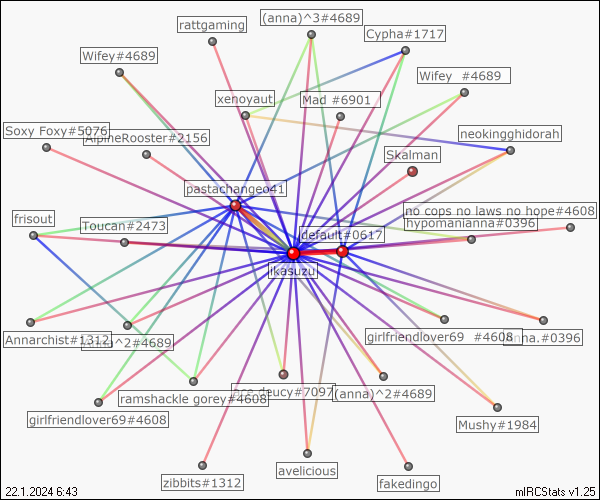 (anna)^3#4689
rattgaming
Cypha#1717
Wifey#4689
Wifey #4689
xenoyaut
Mad #6901
Soxy Foxy#5076
AlpineRooster#2156
neokingghidorah
Skalman
pastachangeo41
no cops no laws no hope#4608
frisout
Toucan#2473
default^0617
hypomanianna#0396
ikasuzu
Annarchist#1312
^2#4689
girlfriendlover69 #4608
anna.#0396
ace deucy#7097
(anna)^2#4689
ramshackle gorey#4608
girlfriendlover69#4608
Mushy#1984
avelicious
zibbits#1312
fakedingo
22.1.2024 6:43
mIRCStats v1.25